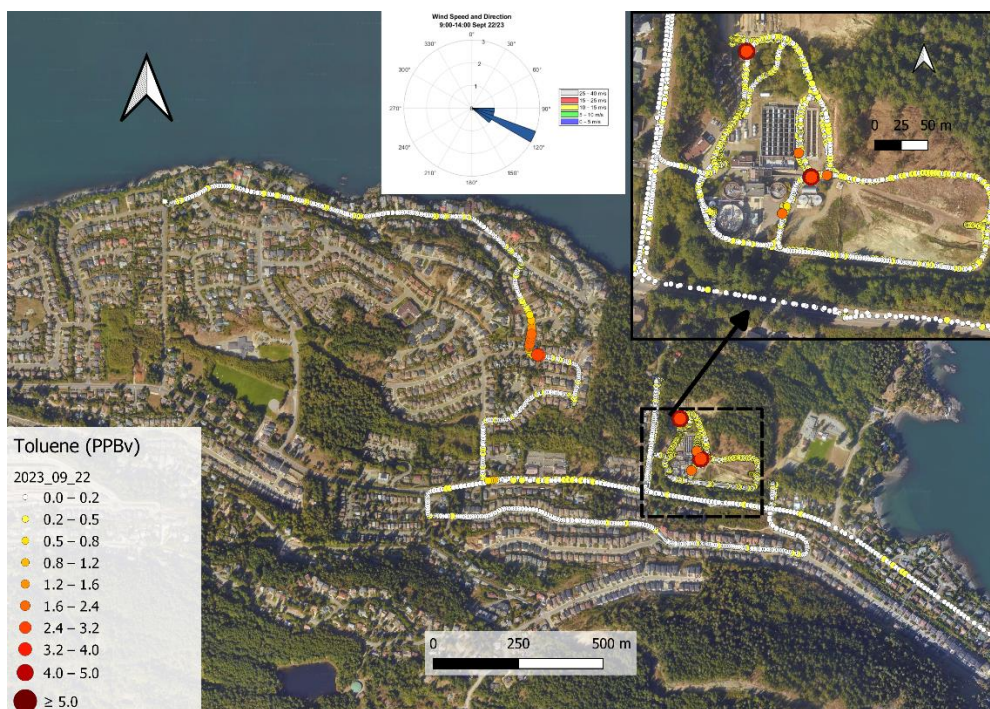 Wind Speed and Direction
9:00-14:00 Sept 22/23
0°
30°
60°
90°
120°
150°
180°
210°
240°
270°
300°
330°
0
1
2
3
25 – 40 m/s
15 – 25 m/s
10 – 15 m/s
5 – 10 m/s
0 – 5 m/s
0 25 50 m
Toluene (PPBv)
2023_09_22
0.0 – 0.2
0.2 – 0.5
0.5 – 0.8
0.8 – 1.2
1.2 – 1.6
1.6 – 2.4
2.4 – 3.2
3.2 – 4.0
4.0 – 5.0
≥ 5.0
0 250 500 m